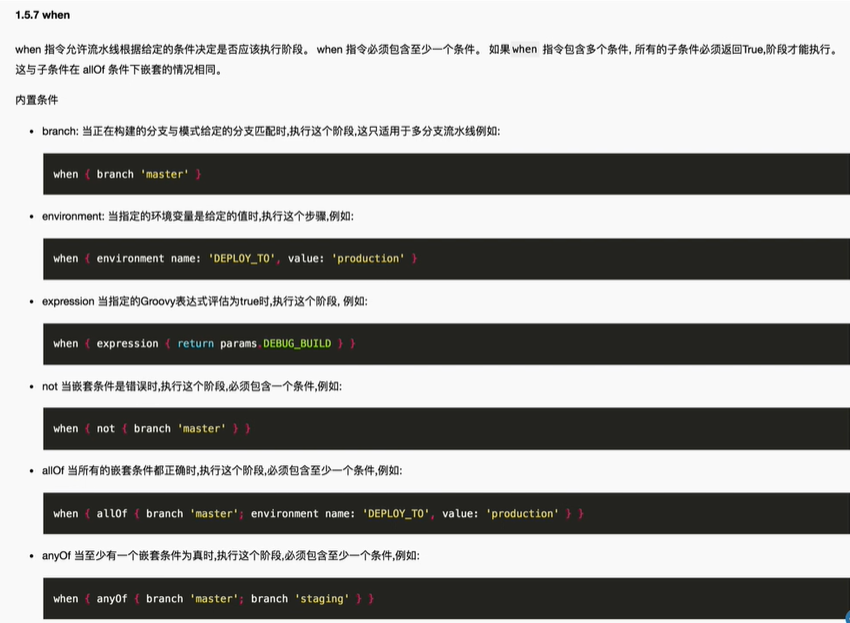 1.5.7 when
when 指令允许流水线根据给定的条件决定是否应该执行阶段。 when 指令必须包含至少一个条件。 如果when 指令包含多个条件, 所有的子条件必须返回True,阶段才能执行。
这与子条件在 allOf 条件下嵌套的情况相同。
内置条件
• branch: 当正在构建的分支与模式给定的分支匹配时,执行这个阶段,这只适用于多分支流水线例如:
when { branch 'master' }
• environment: 当指定的环境变量是给定的值时,执行这个步骤,例如:
when { environment name: 'DEPLOY_TO', value: 'production' }
• expression 当指定的Groovy表达式评估为true时,执行这个阶段, 例如:
when { expression { return params.DEBUG_BUILD } }
• not 当嵌套条件是错误时,执行这个阶段,必须包含一个条件,例如:
when { not { branch 'master' } }
• allOf 当所有的嵌套条件都正确时,执行这个阶段,必须包含至少一个条件,例如:
when { allOf { branch 'master'; environment name: 'DEPLOY_TO', value: 'production' } }
• anyOf 当至少有一个嵌套条件为真时,执行这个阶段,必须包含至少一个条件,例如:
when { anyOf { branch 'master'; branch 'staging' } }